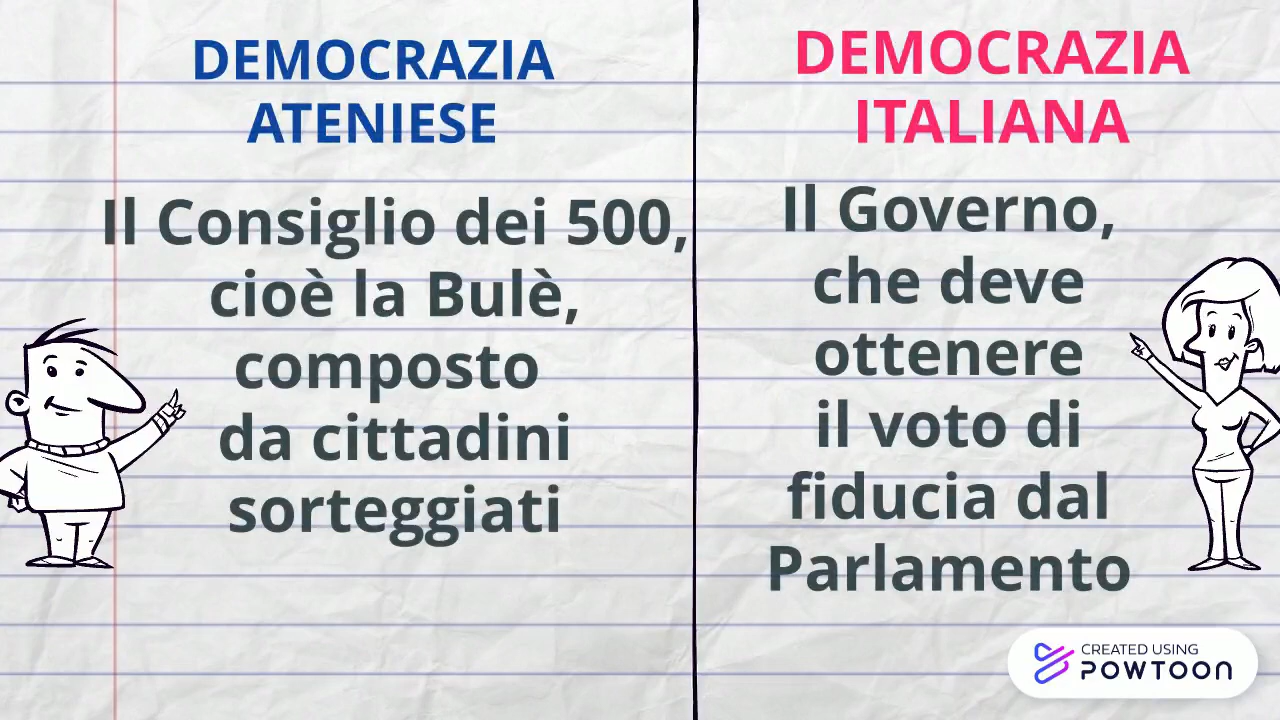 DEMOCRAZIA
ATENIESE
Il Consiglio dei 500,
cioè la Bulè,
composto
da cittadini
sorteggiati
DEMOCRAZIA
ITALIANA
Il Governo,
che deve
ottenere
il voto di
fiducia dal
Parlamento
CREATED USING
POWTOON